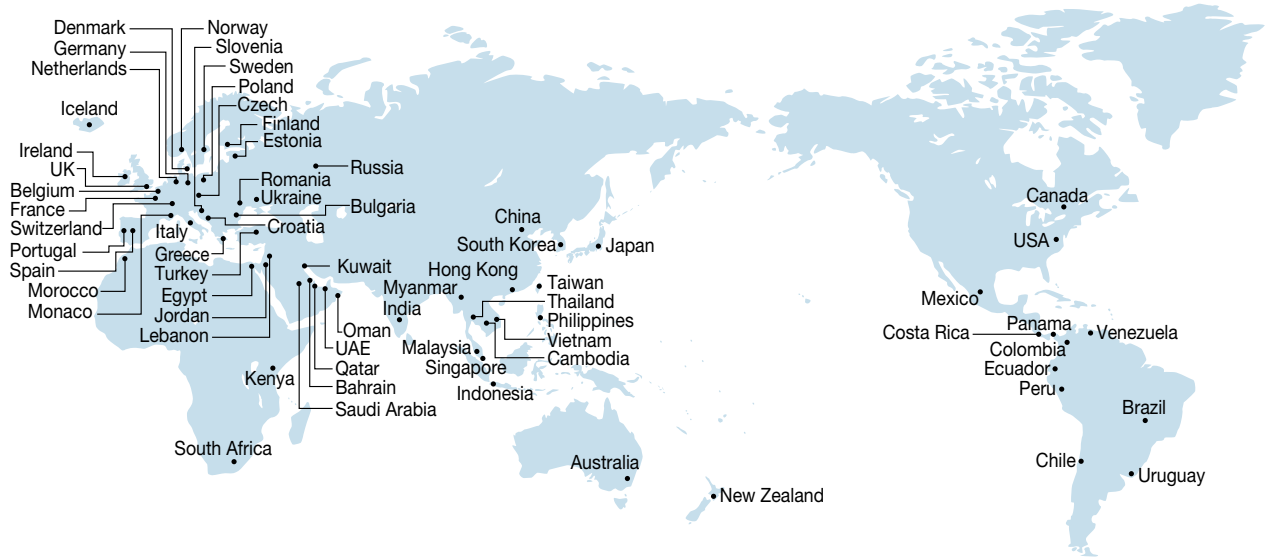 Denmark
Norway
Germany
Slovenia
Netherlands
Sweden
Poland
Czech
Iceland
Finland
Estonia
Ireland
UK
Russia
Romania
Belgium
Ukraine
France
Bulgaria
Switzerland
Italy
Croatia
Portugal
Greece
Spain
Turkey
Morocco
Egypt
Monaco
Jordan
Lebanon
Kuwait
Oman
UAE
Qatar
Bahrain
Saudi Arabia
Kenya
South Africa
China
South Korea
Japan
Hong Kong
Myanmar
India
Taiwan
Thailand
Philippines
Vietnam
Cambodia
Malaysia
Singapore
Indonesia
Australia
New Zealand
Canada
USA
Mexico
Costa Rica
Panama
Venezuela
Colombia
Ecuador
Peru
Brazil
Chile
Uruguay